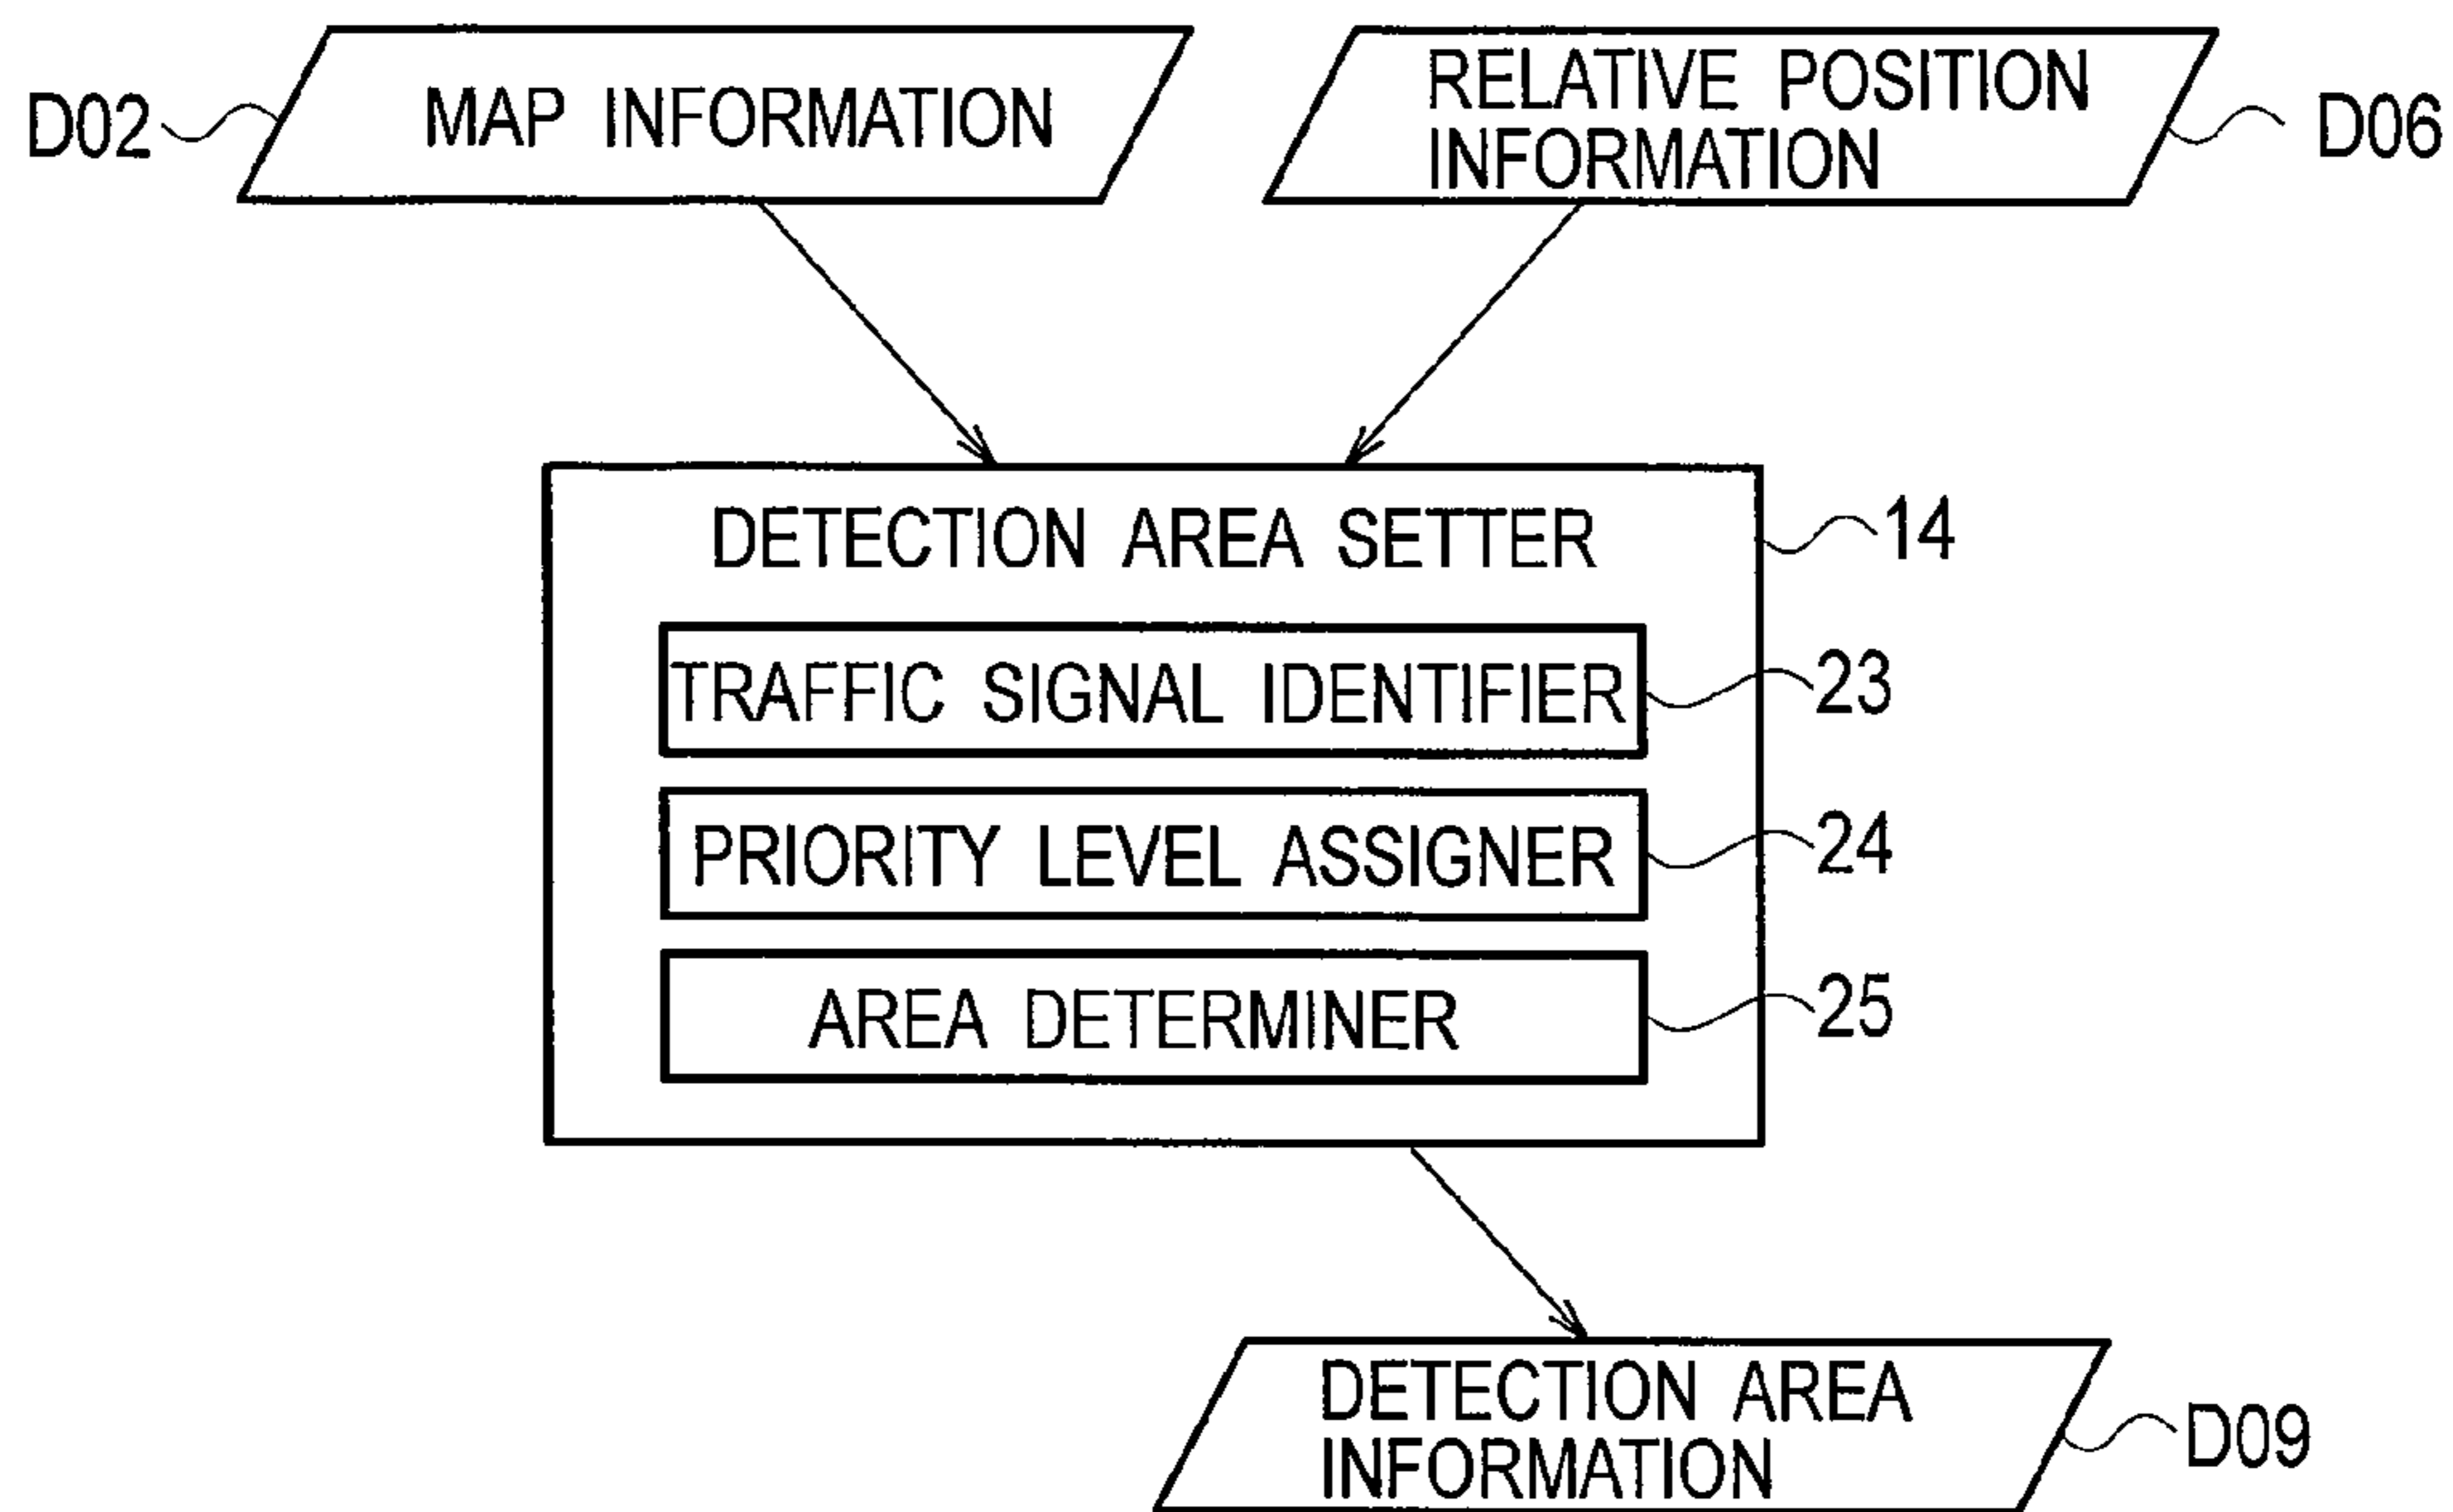 D02
MAP INFORMATION
RELATIVE POSITION
INFORMATION
D06
DETECTION AREA SETTER
14
TRAFFIC SIGNAL IDENTIFIER
23
PRIORITY LEVEL ASSIGNER
24
AREA DETERMINER
25
DETECTION AREA
INFORMATION
D09